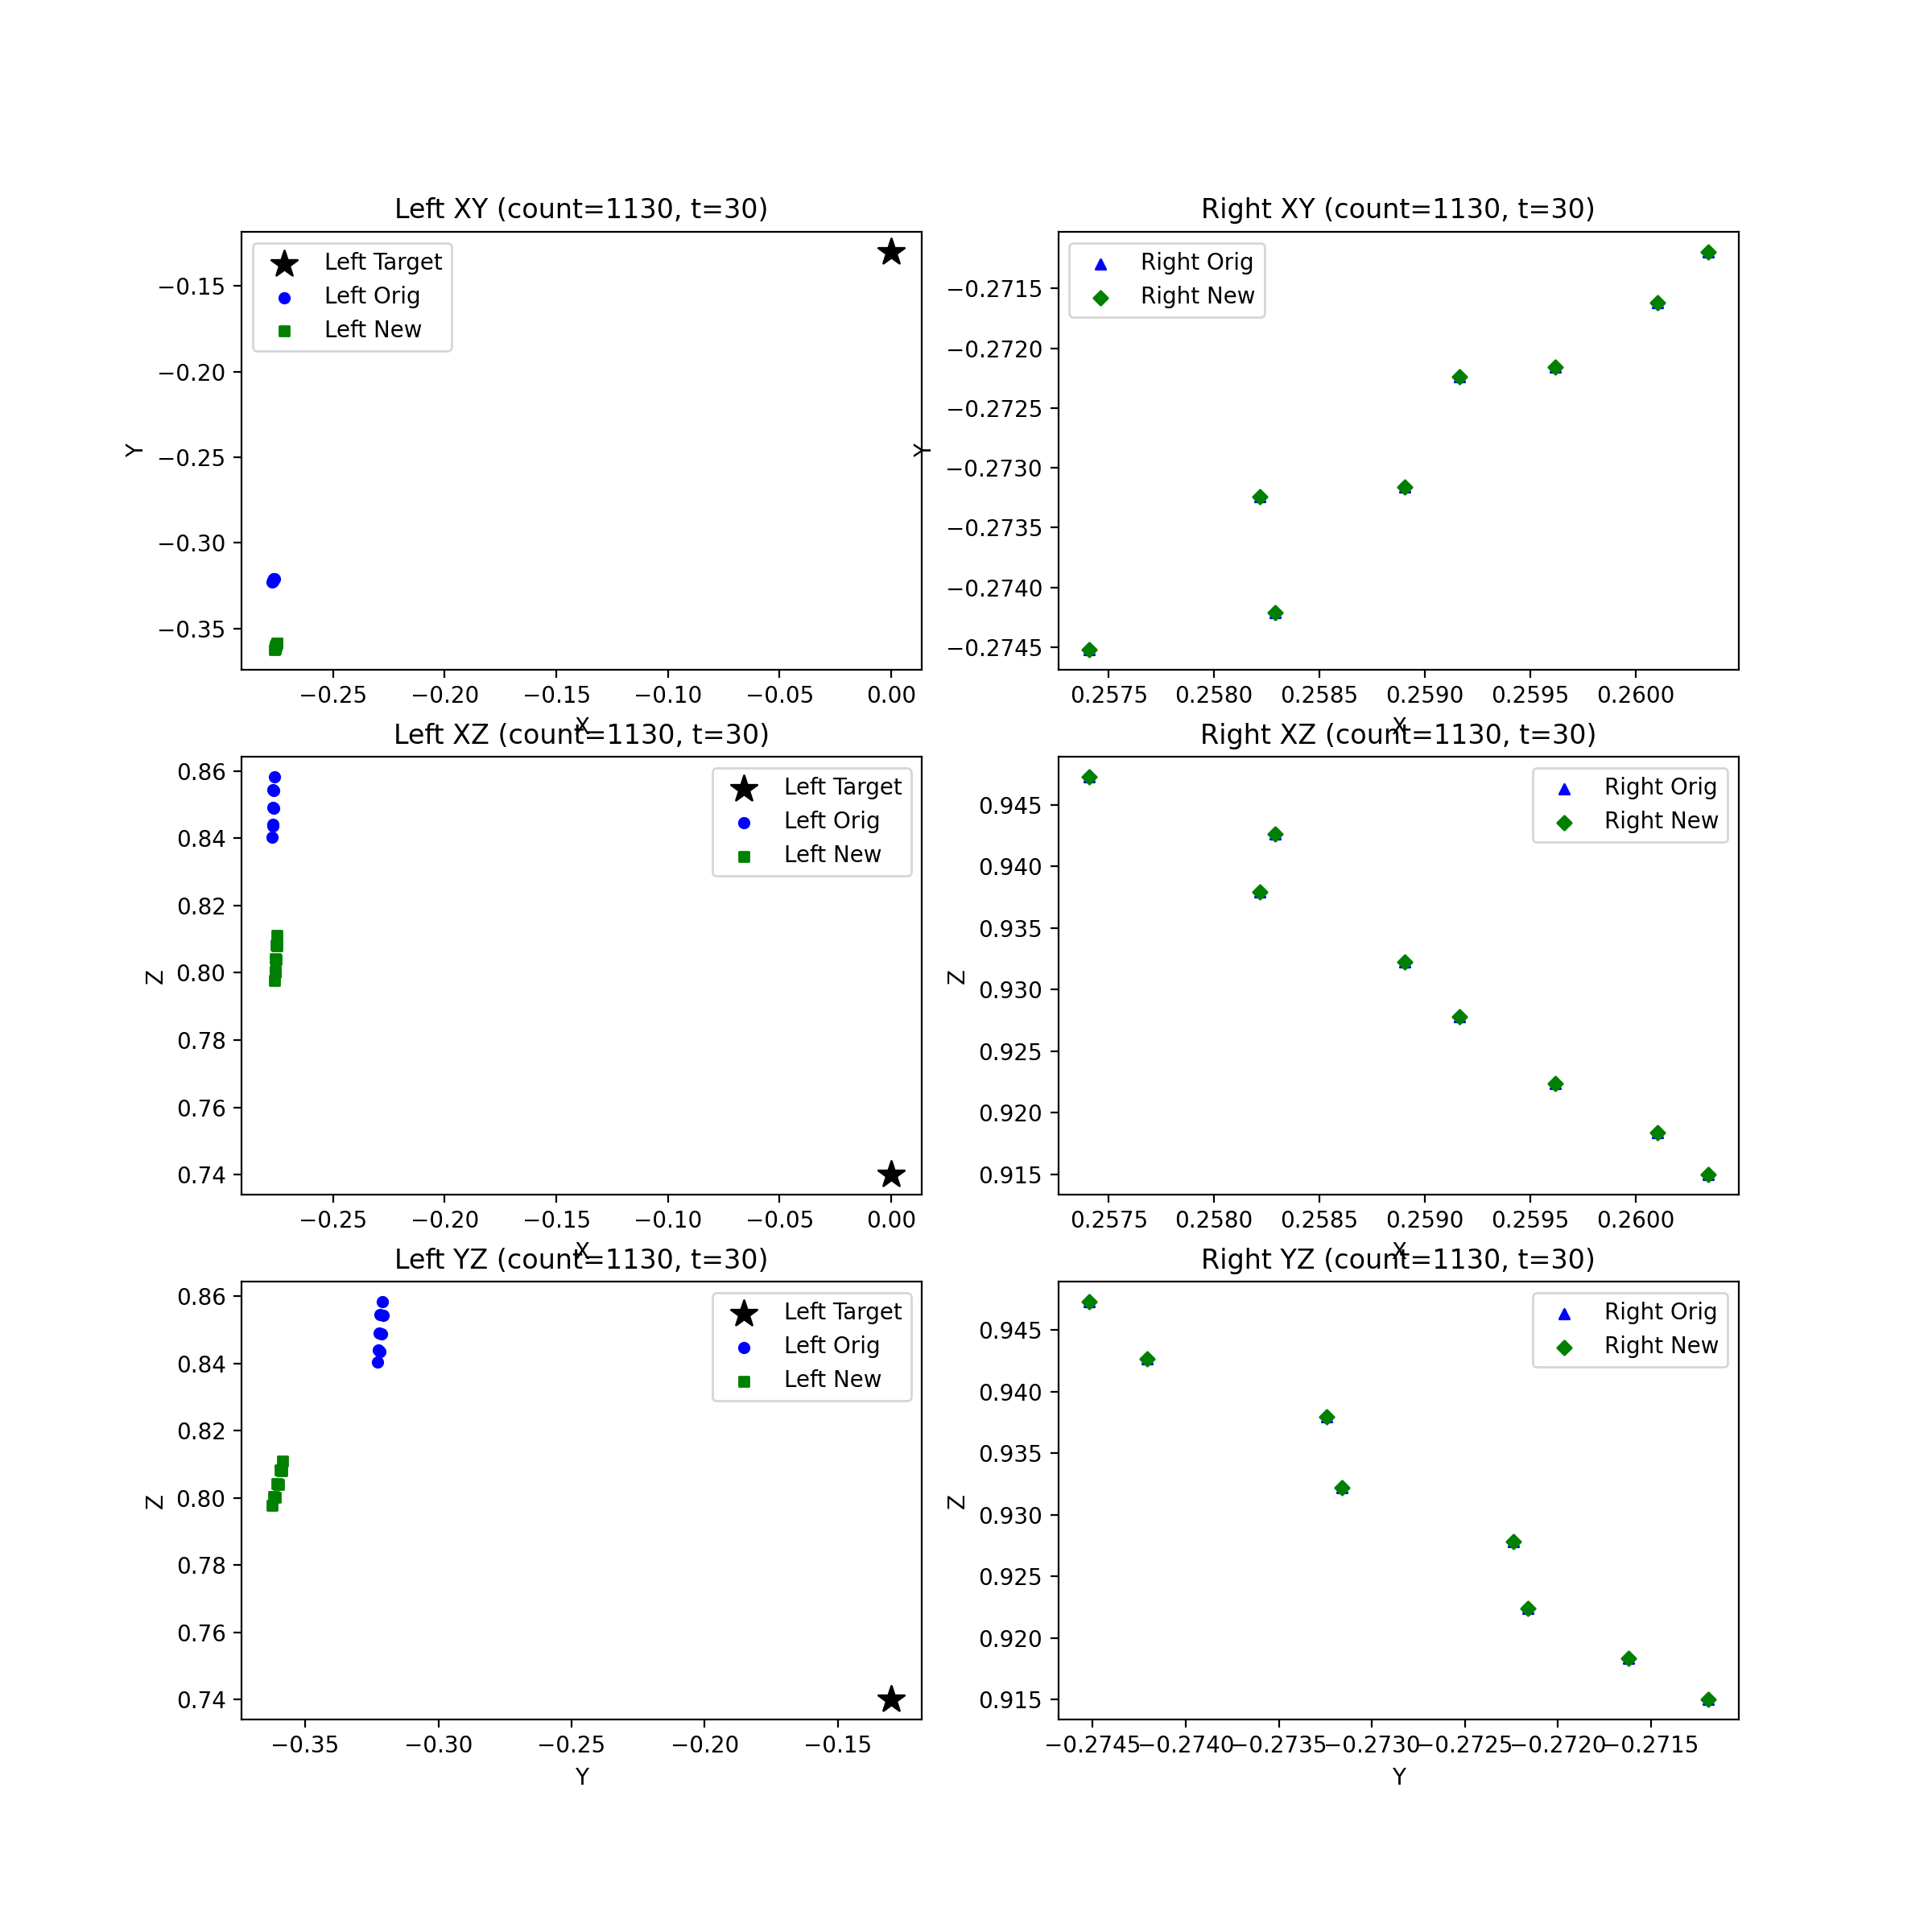 Left XY (count=1130, t=30)
Left Target
Left Orig
Left New
−0.15
−0.20
−0.25
−0.30
−0.35
Y
−0.25 −0.20 −0.15 −0.10 −0.05 0.00
X
Right XY (count=1130, t=30)
Right Orig
Right New
−0.2715
−0.2720
−0.2725
−0.2730
−0.2735
−0.2740
−0.2745
Y
0.2575 0.2580 0.2585 0.2590 0.2595 0.2600
X
Left XZ (count=1130, t=30)
Left Target
Left Orig
Left New
0.86
0.84
0.82
0.80
0.78
0.76
0.74
Z
−0.25 −0.20 −0.15 −0.10 −0.05 0.00
X
Right XZ (count=1130, t=30)
Right Orig
Right New
0.945
0.940
0.935
0.930
0.925
0.920
0.915
Z
0.2575 0.2580 0.2585 0.2590 0.2595 0.2600
X
Left YZ (count=1130, t=30)
Left Target
Left Orig
Left New
0.86
0.84
0.82
0.80
0.78
0.76
0.74
Z
−0.35 −0.30 −0.25 −0.20 −0.15
Y
Right YZ (count=1130, t=30)
Right Orig
Right New
0.945
0.940
0.935
0.930
0.925
0.920
0.915
Z
−0.2745 −0.2740 −0.2735 −0.2730 −0.2725 −0.2720 −0.2715
Y